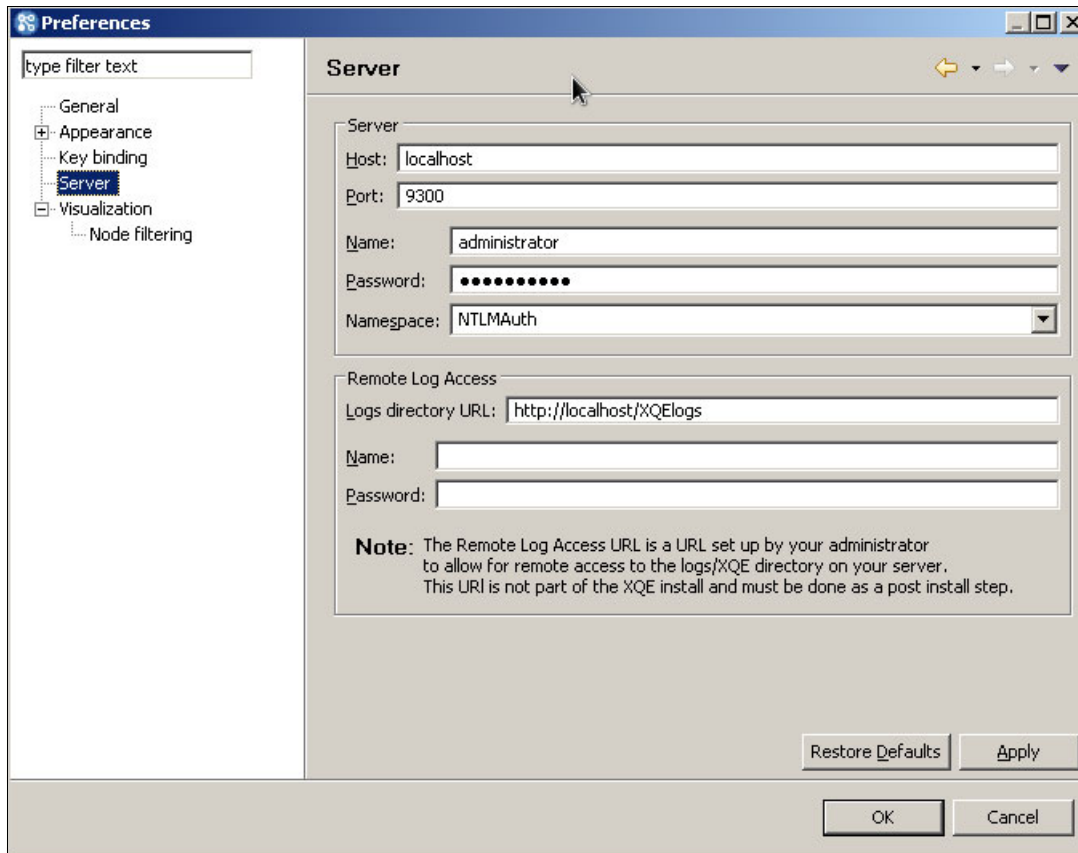 Preferences
type filter text
General
Appearance
Key binding
Server
Visualization
Node filtering
Server
Server
Host: localhost
Port: 9300
Name: administrator
Password: ●●●●●●●●●●
Namespace: NTLMAuth
Remote Log Access
Logs directory URL: http://localhost/XQElogs
Name:
Password:
Note: The Remote Log Access URL is a URL set up by your administrator
to allow for remote access to the logs/XQE directory on your server.
This URl is not part of the XQE install and must be done as a post install step.
Restore Defaults Apply
OK Cancel